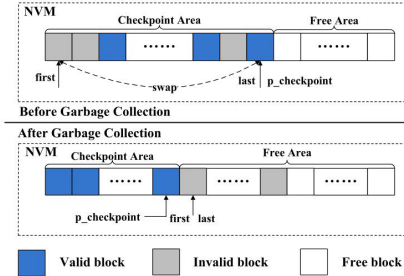 NVM
Checkpoint Area
Free Area
......
......
......
first
swap
last
p_checkpoint
Before Garbage Collection
After Garbage Collection
NVM
Checkpoint Area
Free Area
......
......
......
p_checkpoint
first
last
Valid block
Invalid block
Free block